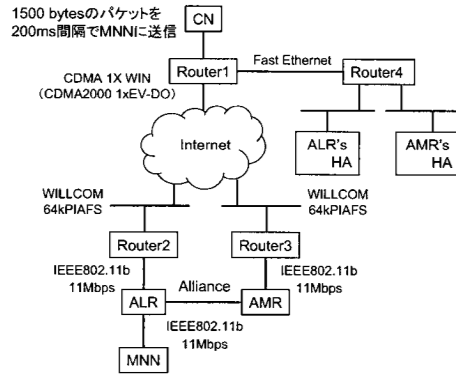 1500 bytesのパケットを
200ms間隔でMNNに送信
CN
Router1
Fast Ethernet
Router4
CDMA 1X WIN
(CDMA2000 1xEV-DO)
Internet
ALR's
HA
AMR's
HA
WILLCOM
64kPIAFS
WILLCOM
64kPIAFS
Router2
Router3
IEEE802.11b
11Mbps
IEEE802.11b
11Mbps
Alliance
ALR
AMR
IEEE802.11b
11Mbps
MNN